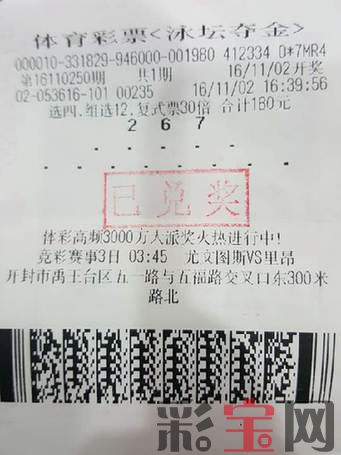 体育彩票<泳坛夺金>
000010-331829-946000-001980 412334 D*7MR4
第16110250期 共1期 16/11/02开奖
02-053616-101 00235 16/11/02 16:39:56
选四.组选12.复式票30倍 合计180元
2 6 7
已兑奖
体彩高频3000万大派奖火热进行中!
竞彩赛事3日 03:45 尤文图斯VS里昂
开封市禹王台区五一路与五福路交叉口东300米
路北
彩宝网